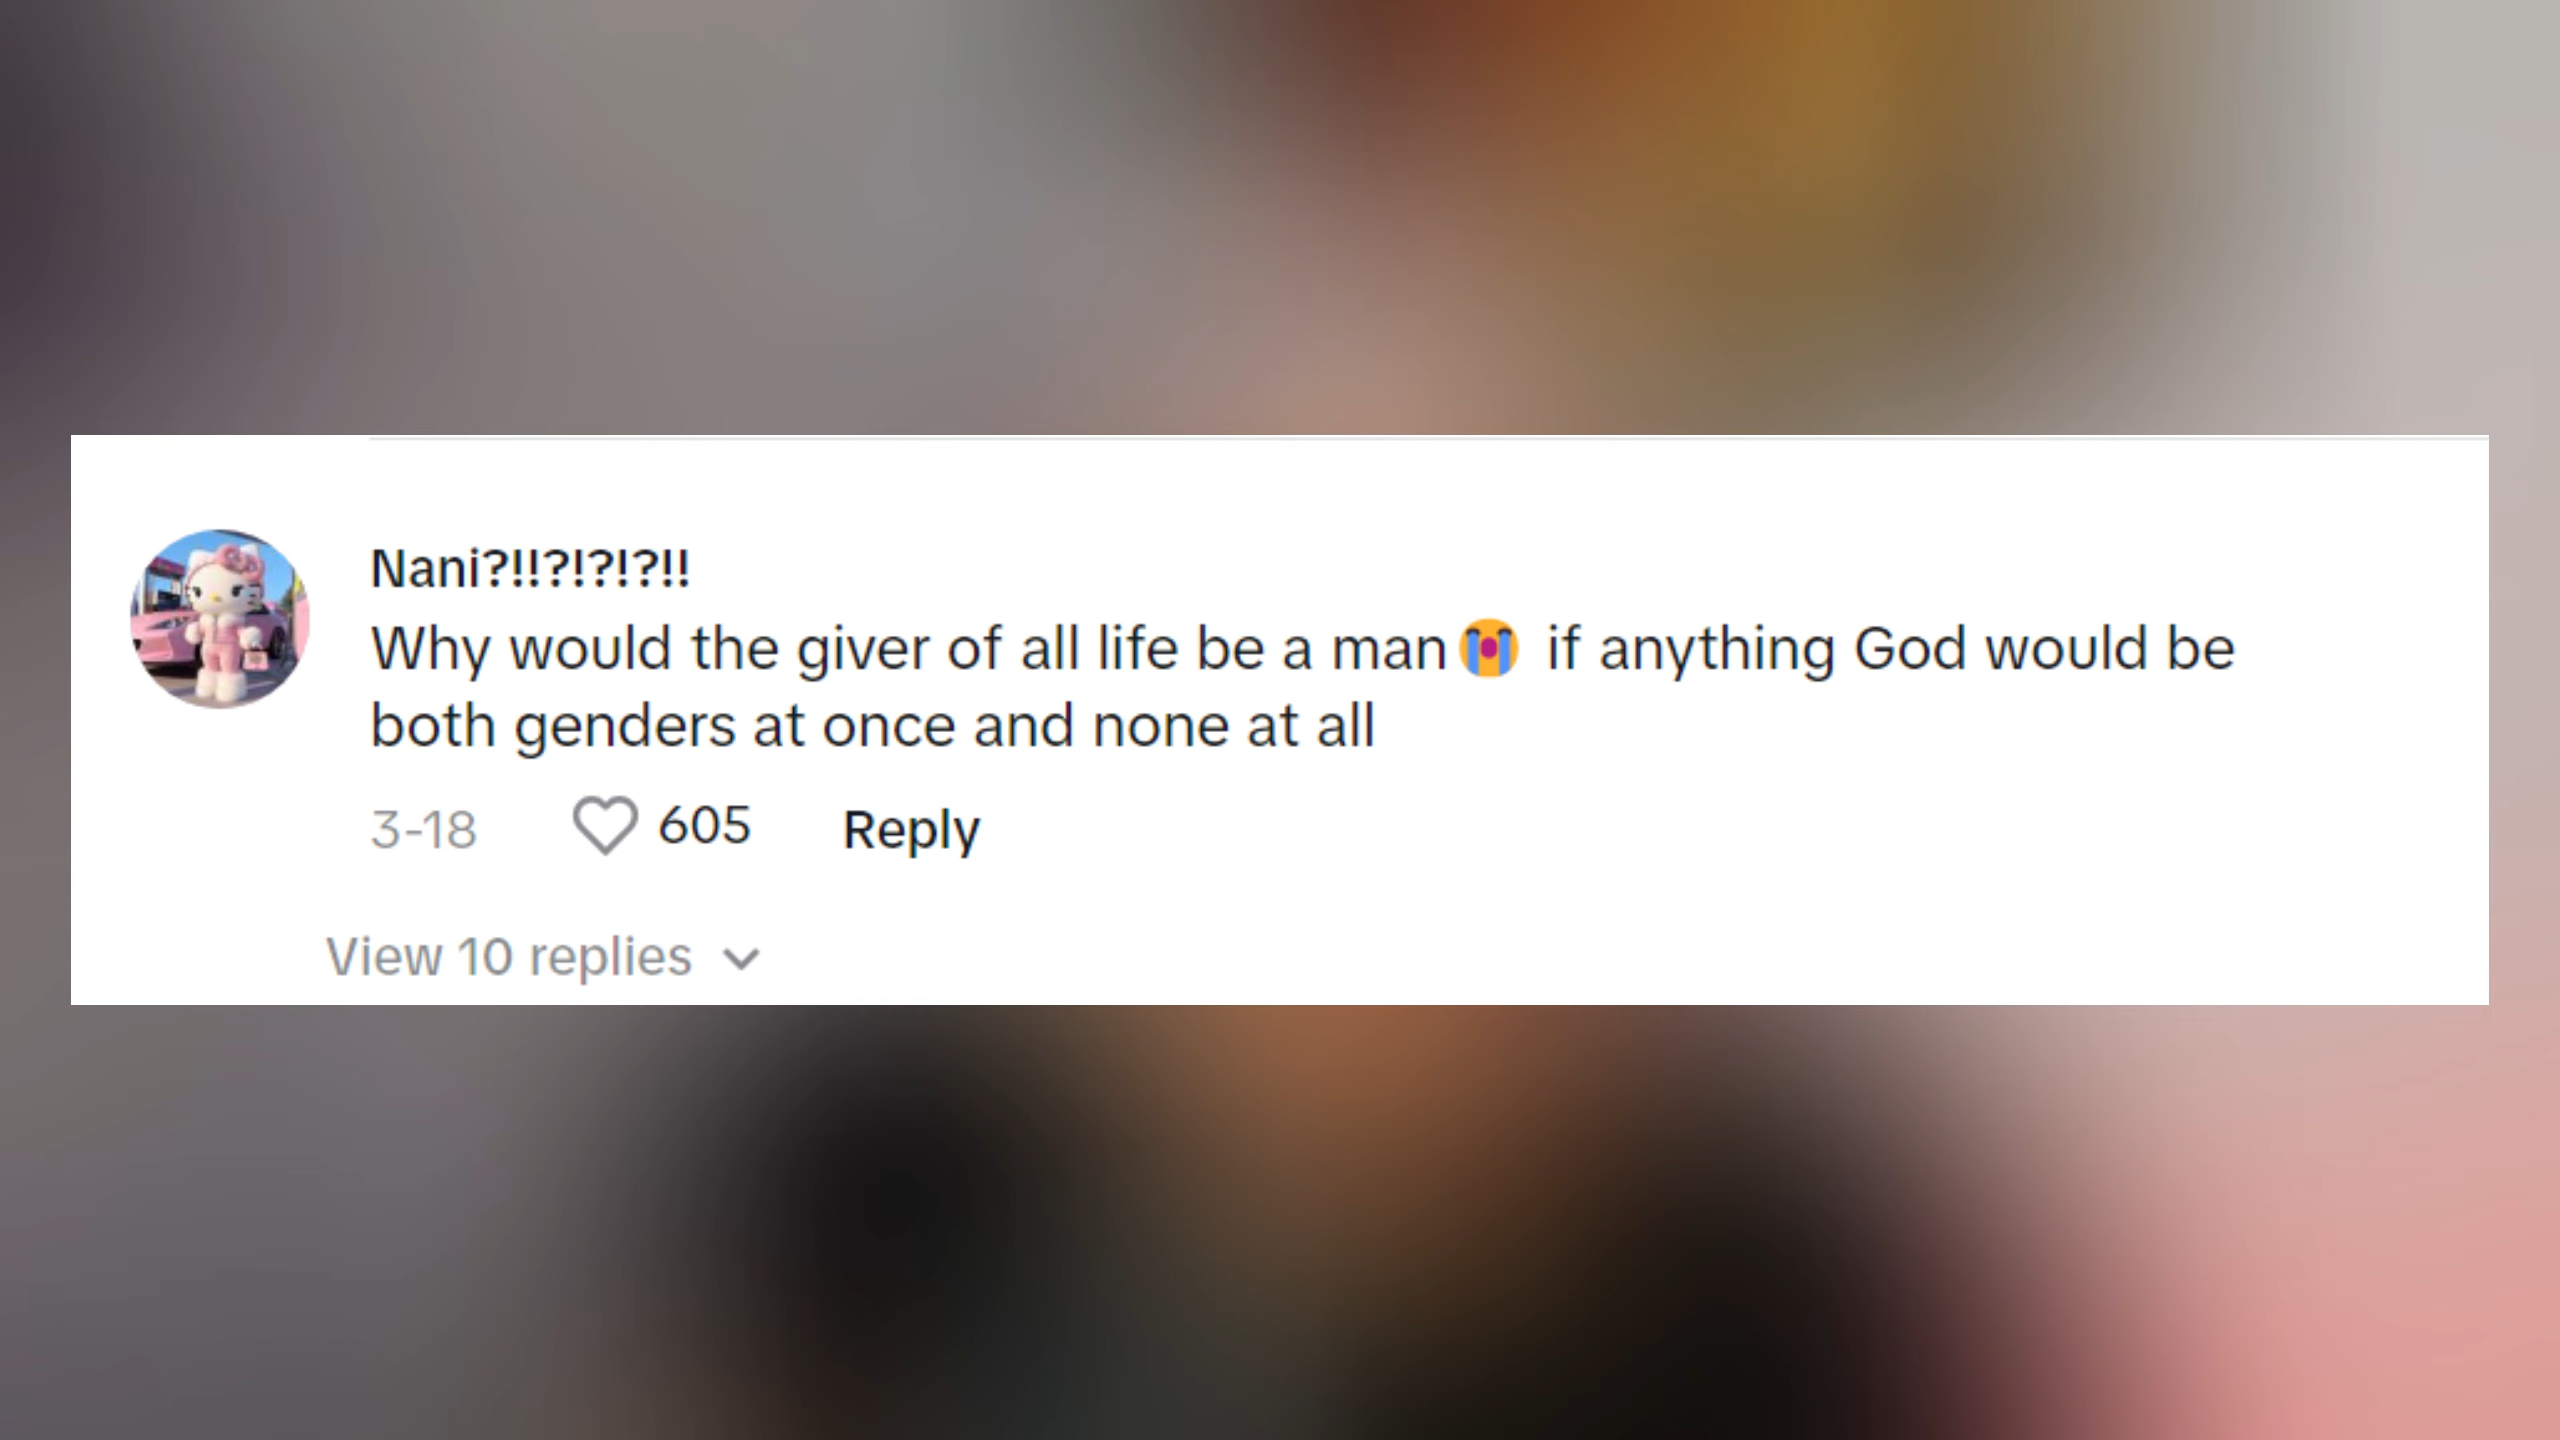 Nani?!!?!?!?!!
Why would the giver of all life be a man😭 if anything God would be
both genders at once and none at all
3-18 605 Reply
View 10 replies